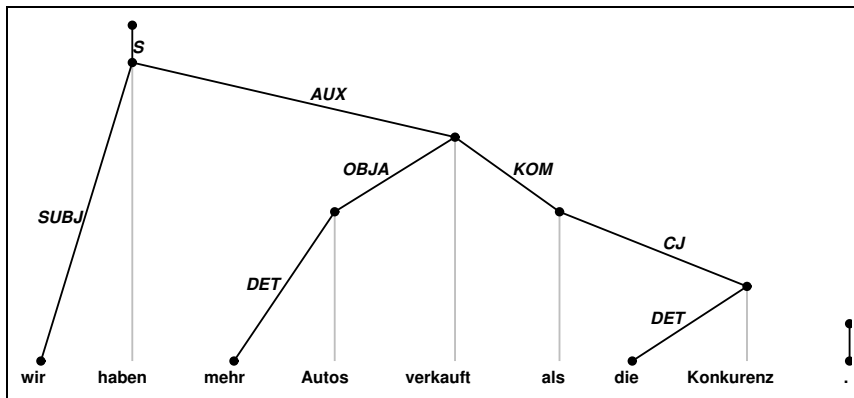 S
AUX
OBJA KOM
SUBJ
CJ
DET DET
wir haben mehr Autos verkauft als die Konkurenz .